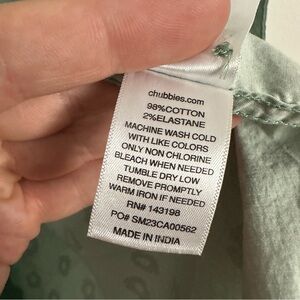 chubbies.com
98%COTTON
2%ELASTANE
MACHINE WASH COLD
WITH LIKE COLORS
ONLY NON CHLORINE
BLEACH WHEN NEEDED
TUMBLE DRY LOW
REMOVE PROMPTLY
WARM IRON IF NEEDED
RN# 143198
PO# SM23CA00562
MADE IN INDIA